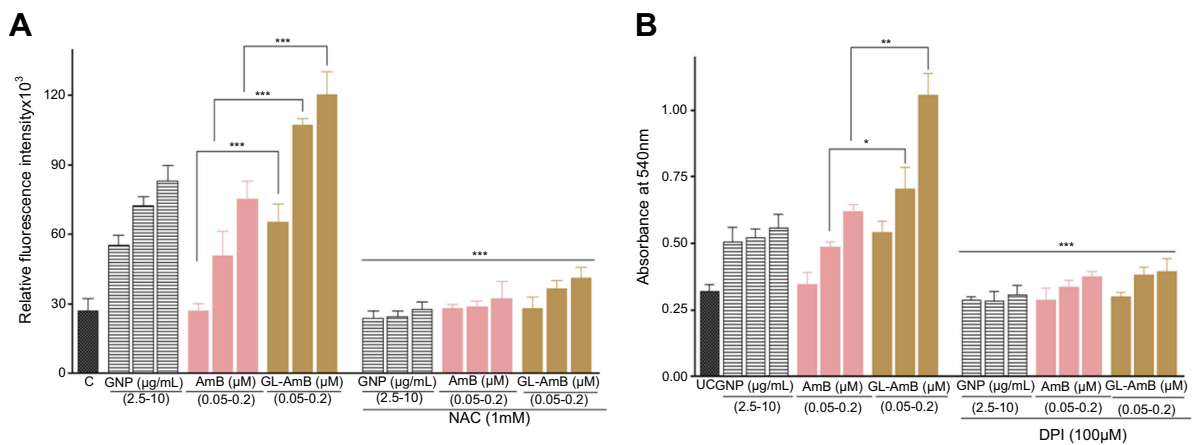 A
Relative fluorescence intensityx10³
120
90
60
30
0
***
***
***
***
C
GNP (µg/mL)
AmB (µM)
GL-AmB (µM)
GNP (µg/mL)
AmB (µM)
GL-AmB (µM)
(2.5-10)
(0.05-0.2)
(0.05-0.2)
(2.5-10)
(0.05-0.2)
(0.05-0.2)
NAC (1mM)
B
Absorbance at 540nm
1.00
0.75
0.50
0.25
0.00
**
*
***
UC
GNP (µg/mL)
AmB (µM)
GL-AmB (µM)
GNP (µg/mL)
AmB (µM)
GL-AmB (µM)
(2.5-10)
(0.05-0.2)
(0.05-0.2)
(2.5-10)
(0.05-0.2)
(0.05-0.2)
DPI (100µM)